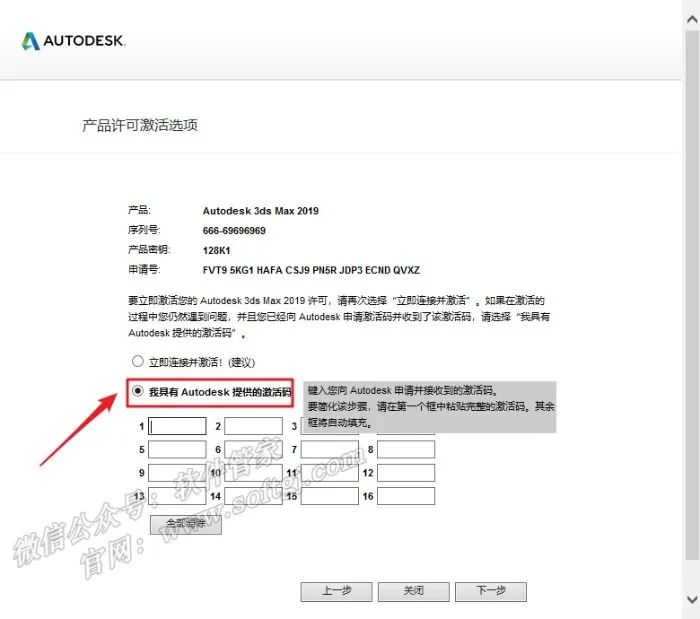 AUTODESK.
产品许可激活选项
产品: Autodesk 3ds Max 2019
序列号: 666-69696969
产品密钥: 128K1
申请号: FVT9 5KG1 HAFA CSJ9 PN5R JDP3 ECND QVXZ
要立即激活您的 Autodesk 3ds Max 2019 许可，请再次选择“立即连接并激活”。如果在激活的
过程中您仍然遇到问题，并且您已经向 Autodesk 申请激活码并收到了该激活码，请选择“我具有
Autodesk 提供的激活码”。
立即连接并激活! (建议)
我具有 Autodesk 提供的激活码
键入您向 Autodesk 申请并接收到的激活码。
要简化该步骤，请在第一个框中粘贴完整的激活码。其余
框将自动填充。
1 2 3
5 6 7 8
9 10 11 12
13 14 15 16
全部清除
微信公众号：软件管家
官网：www.softgj.com
上一步 关闭 下一步